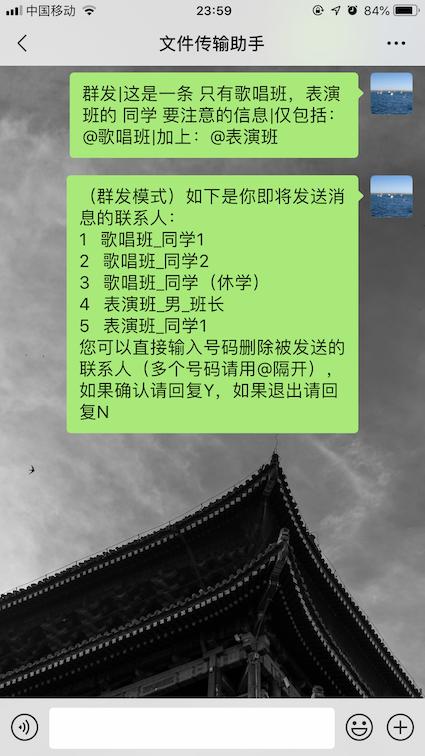 中国移动 23:59 84%
文件传输助手
群发|这是一条 只有歌唱班，表演
班的 同学 要注意的信息|仅包括：
@歌唱班|加上：@表演班
（群发模式）如下是你即将发送消
息的联系人：
1 歌唱班_同学1
2 歌唱班_同学2
3 歌唱班_同学（休学）
4 表演班_男_班长
5 表演班_同学1
您可以直接输入号码删除被发送的
联系人（多个号码请用@隔开），
如果确认请回复Y，如果退出请回
复N